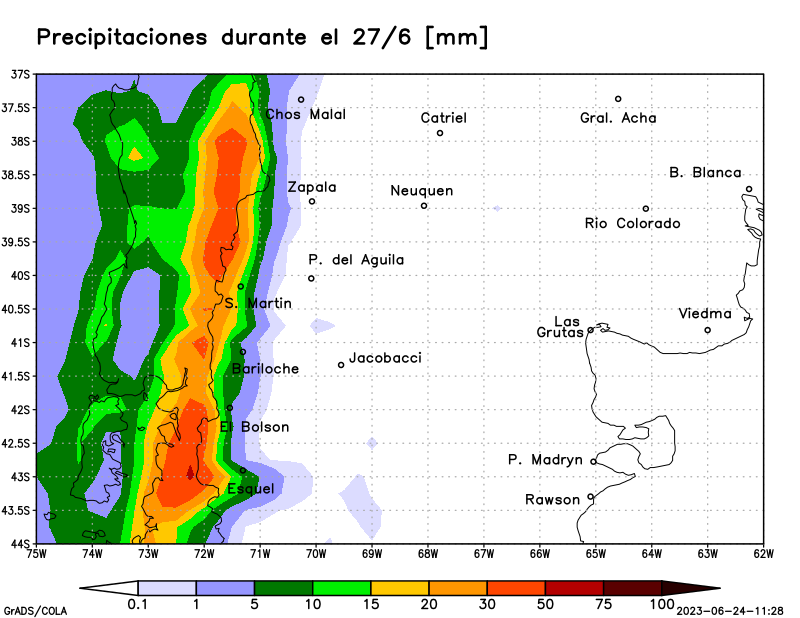 Precipitaciones durante el 27/6 [mm]
37S
37.5S
38S
38.5S
39S
39.5S
40S
40.5S
41S
41.5S
42S
42.5S
43S
43.5S
44S
Chos Malal
Catriel
Gral. Acha
B. Blanca
Zapala
Neuquen
Rio Colorado
P. del Aguila
S. Martin
Viedma
Las
Grutas
Jacobacci
Bariloche
El Bolson
P. Madryn
Esquel
Rawson
75W 74W 73W 72W 71W 70W 69W 68W 67W 66W 65W 64W 63W 62W
0.1 1 5 10 15 20 30 50 75 100
GrADS/COLA
2023-06-24-11:28